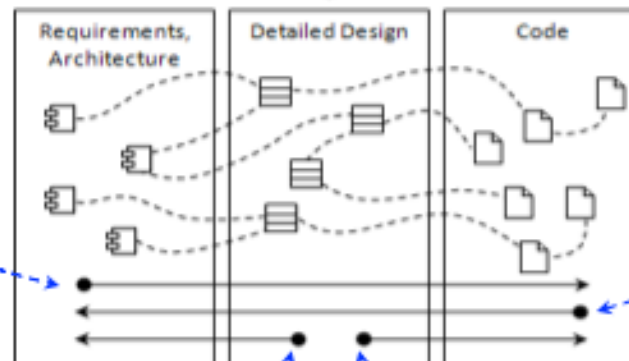 Requirements,
Architecture
Detailed Design
Code